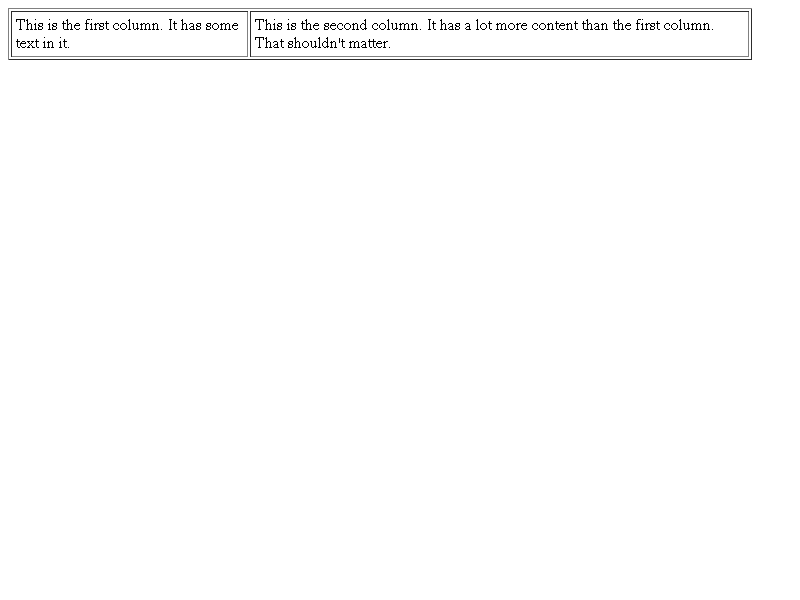 This is the first column. It has some
text in it.
This is the second column. It has a lot more content than the first column.
That shouldn't matter.